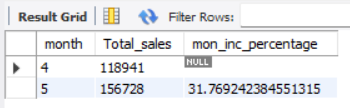 Result Grid Filter Rows:
month Total_sales mon_inc_percentage
4 118941 NULL
5 156728 31.769242384551315